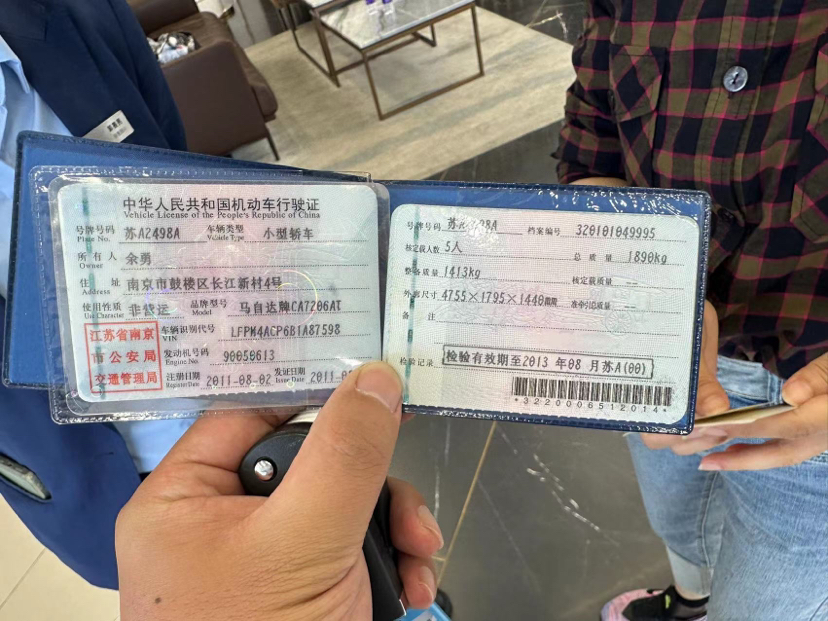 中华人民共和国机动车行驶证
Vehicle License of the People's Republic of China
号牌号码 苏A2498A 车辆类型 小型轿车
Plate No. Vehicle Type
所有人 余勇
Owner
住址 南京市鼓楼区长江新村4号
Address
使用性质 非营运 品牌型号 马自达牌CA7206AT
Use Character Model
江苏省南京
市公安局
交通管理局
车辆识别代号 LFPM4ACP6B1A87598
VIN
发动机号码 90050613
Engine No.
注册日期 2011-08-02 发证日期
Register Date Issue Date
号牌号码 档案编号 320101049995
核定载人数 5人 总质量 1890kg
整备质量 1413kg 核定载质量 --
外廓尺寸 4755×1795×1440mm 准牵引总质量 --
备注
检验记录 检验有效期至2013年08月苏A(00)
*3220006512014*